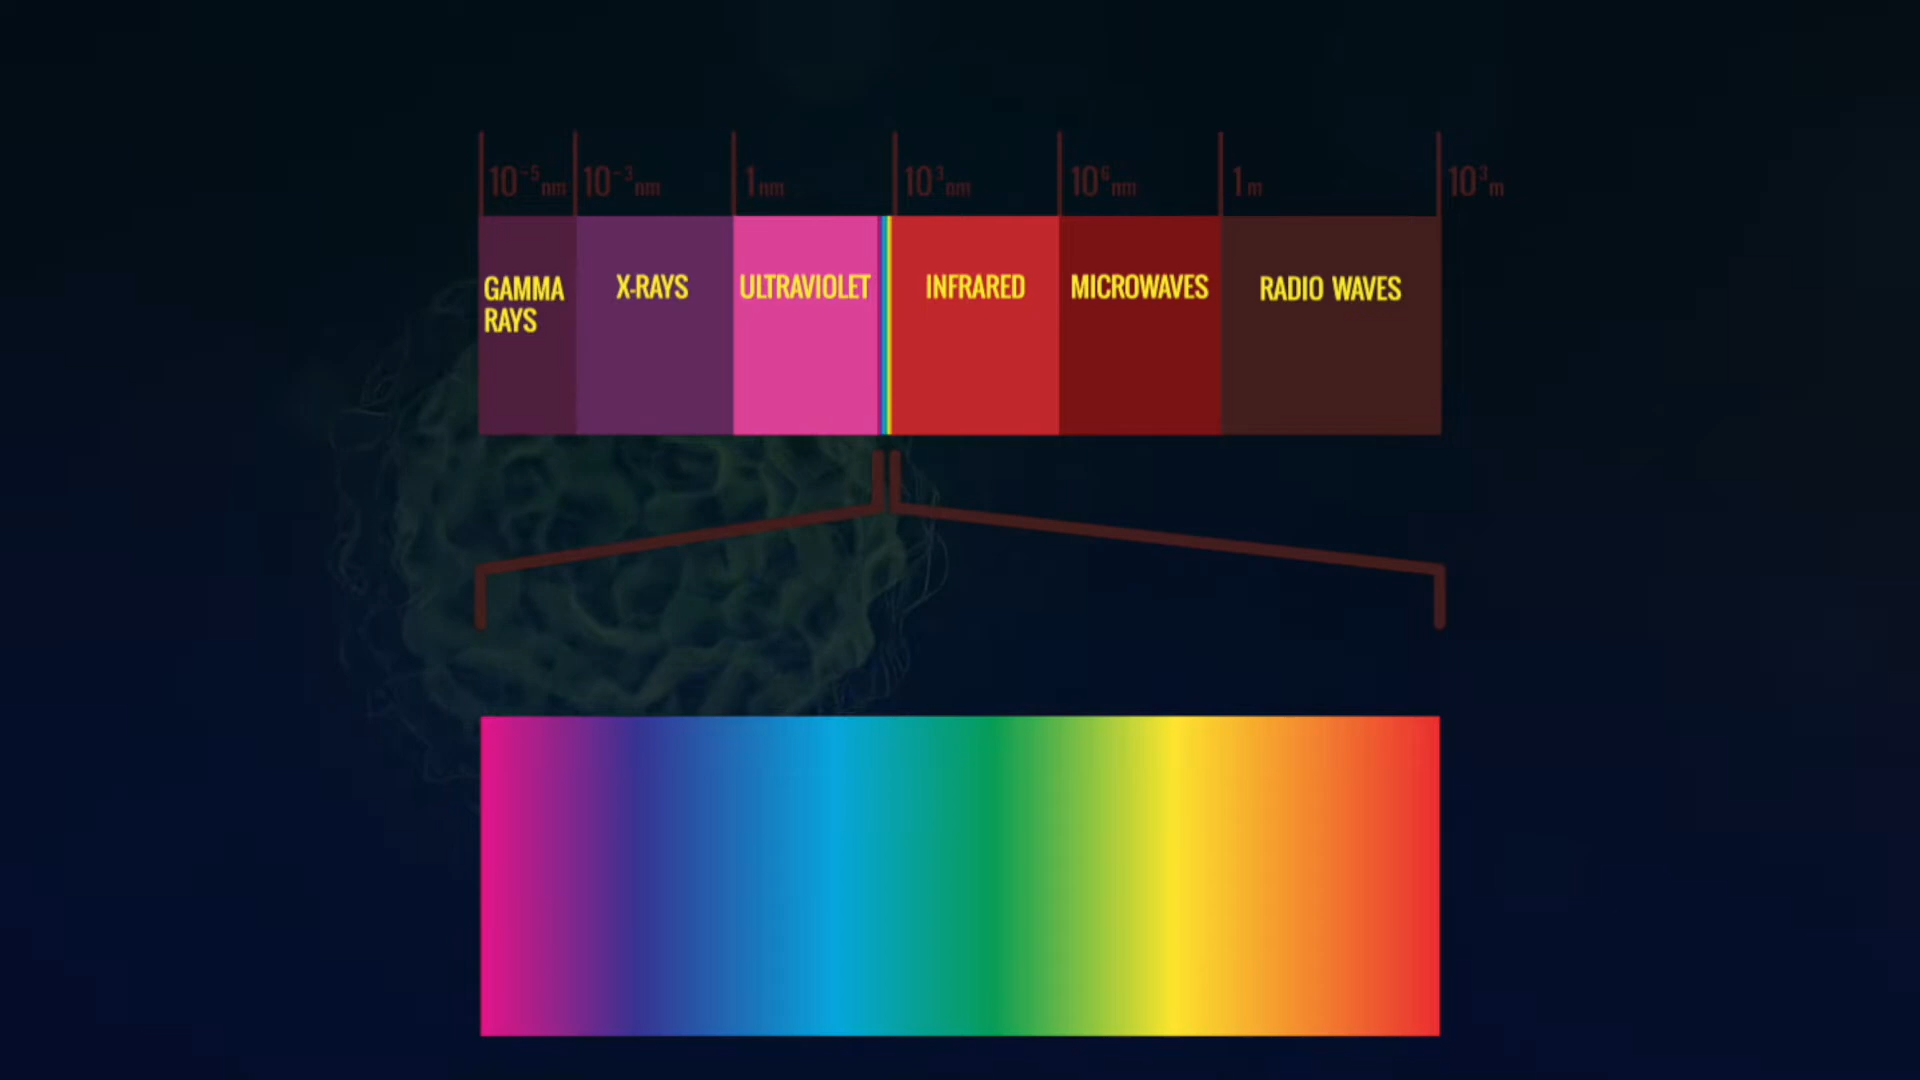 10⁻⁵nm 10⁻³nm 1nm 10³nm 10⁶nm 1m 10³m
GAMMA RAYS
X-RAYS
ULTRAVIOLET
INFRARED
MICROWAVES
RADIO WAVES